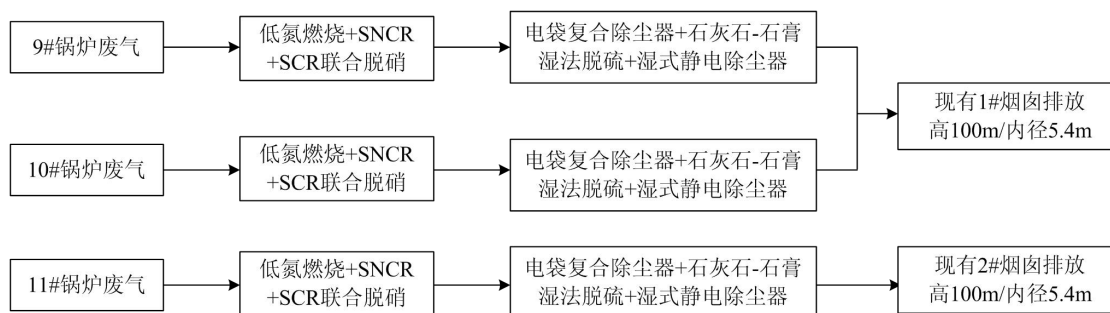 9#锅炉废气
低氮燃烧+SNCR
+SCR联合脱硝
电袋复合除尘器+石灰石-石膏
湿法脱硫+湿式静电除尘器
10#锅炉废气
低氮燃烧+SNCR
+SCR联合脱硝
电袋复合除尘器+石灰石-石膏
湿法脱硫+湿式静电除尘器
现有1#烟囱排放
高100m/内径5.4m
11#锅炉废气
低氮燃烧+SNCR
+SCR联合脱硝
电袋复合除尘器+石灰石-石膏
湿法脱硫+湿式静电除尘器
现有2#烟囱排放
高100m/内径5.4m